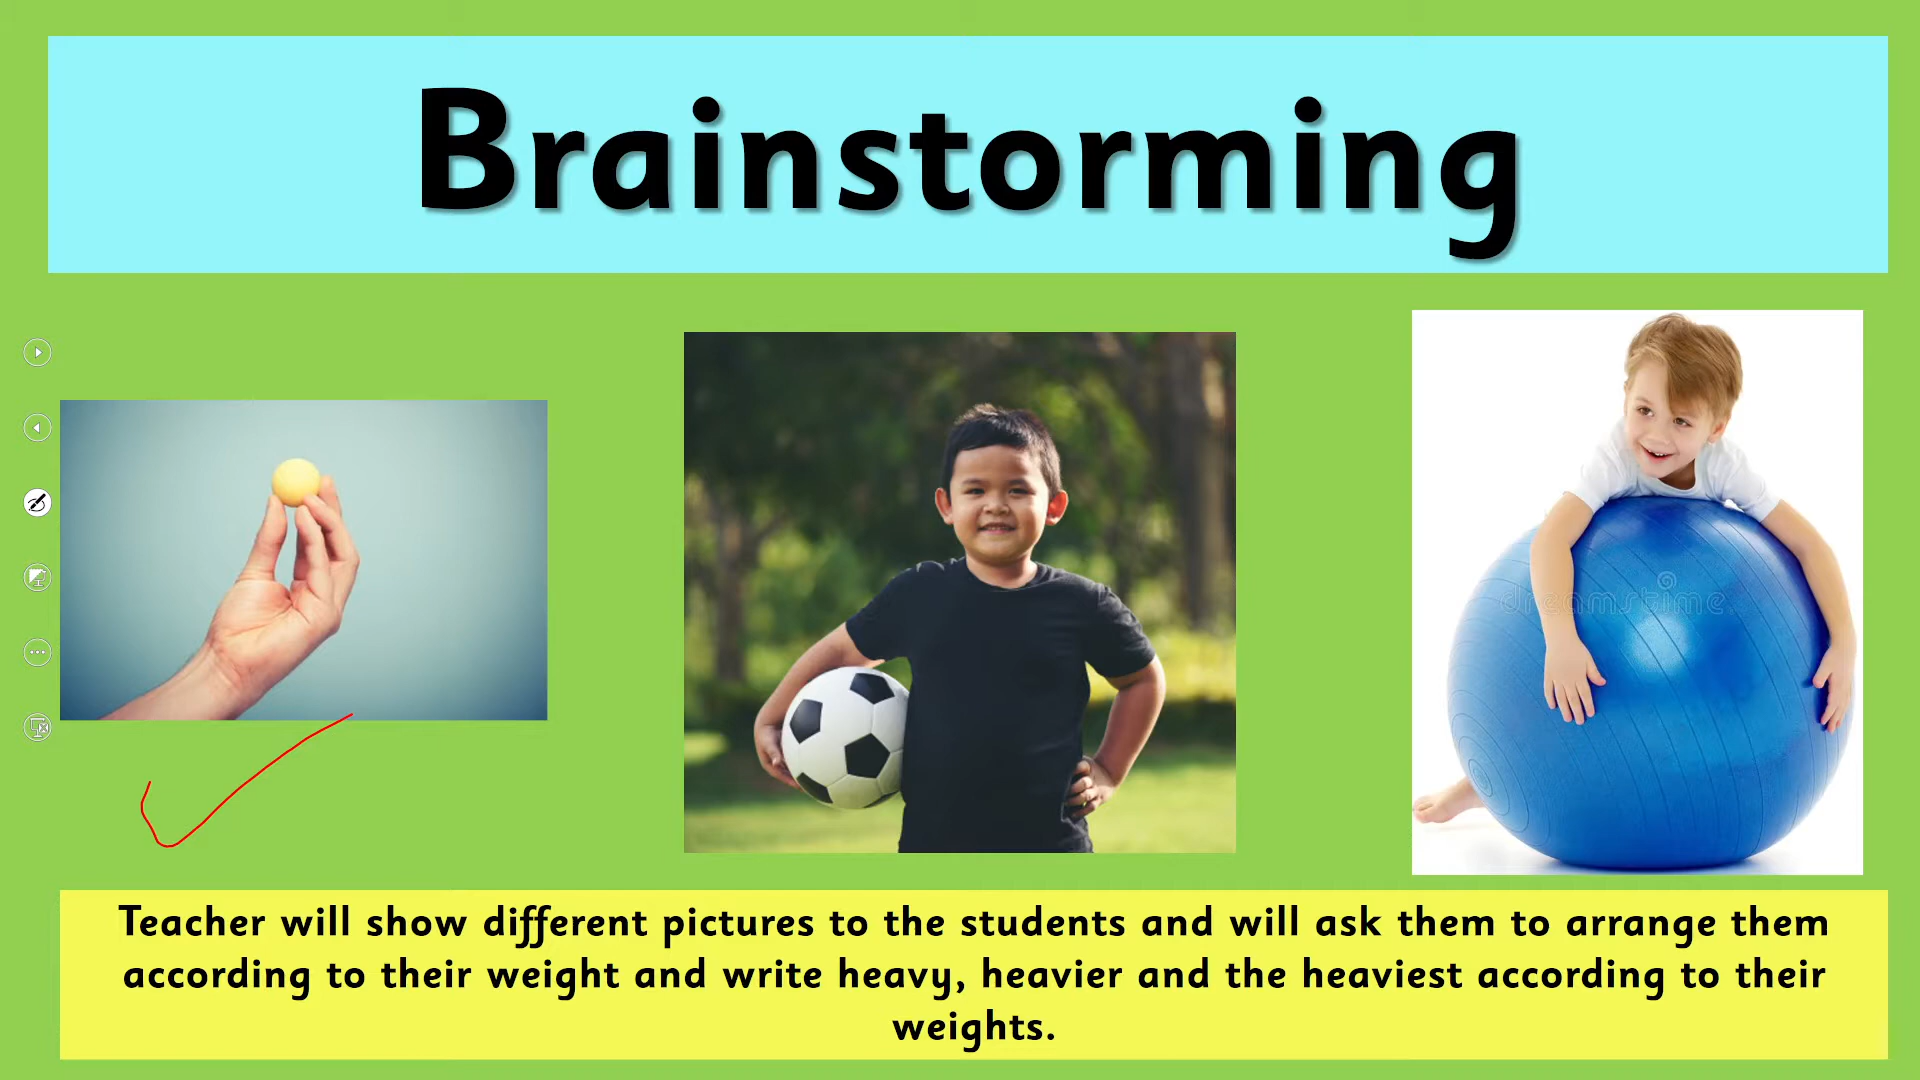 Brainstorming
dreamstime
Teacher will show different pictures to the students and will ask them to arrange them
according to their weight and write heavy, heavier and the heaviest according to their
weights.